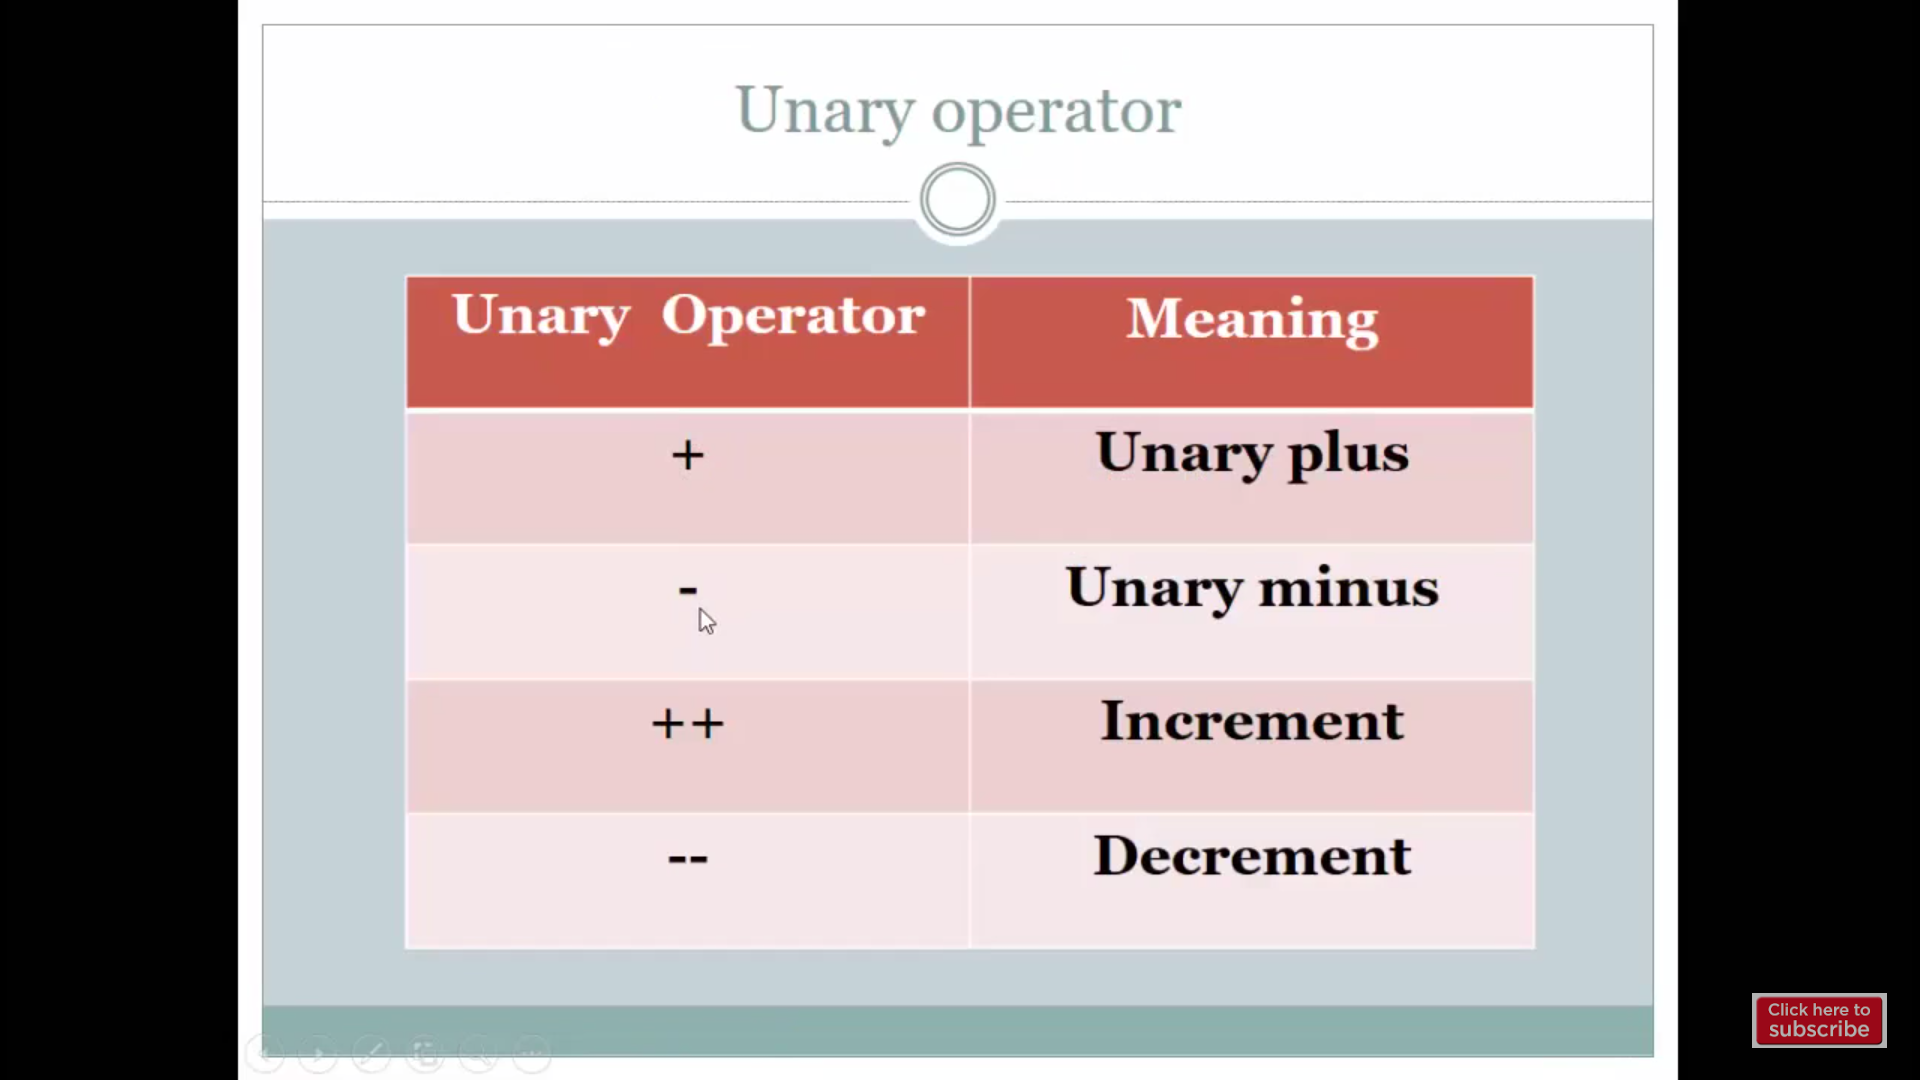 Unary operator
Unary Operator Meaning
+ Unary plus
- Unary minus
++ Increment
-- Decrement
Click here to
subscribe